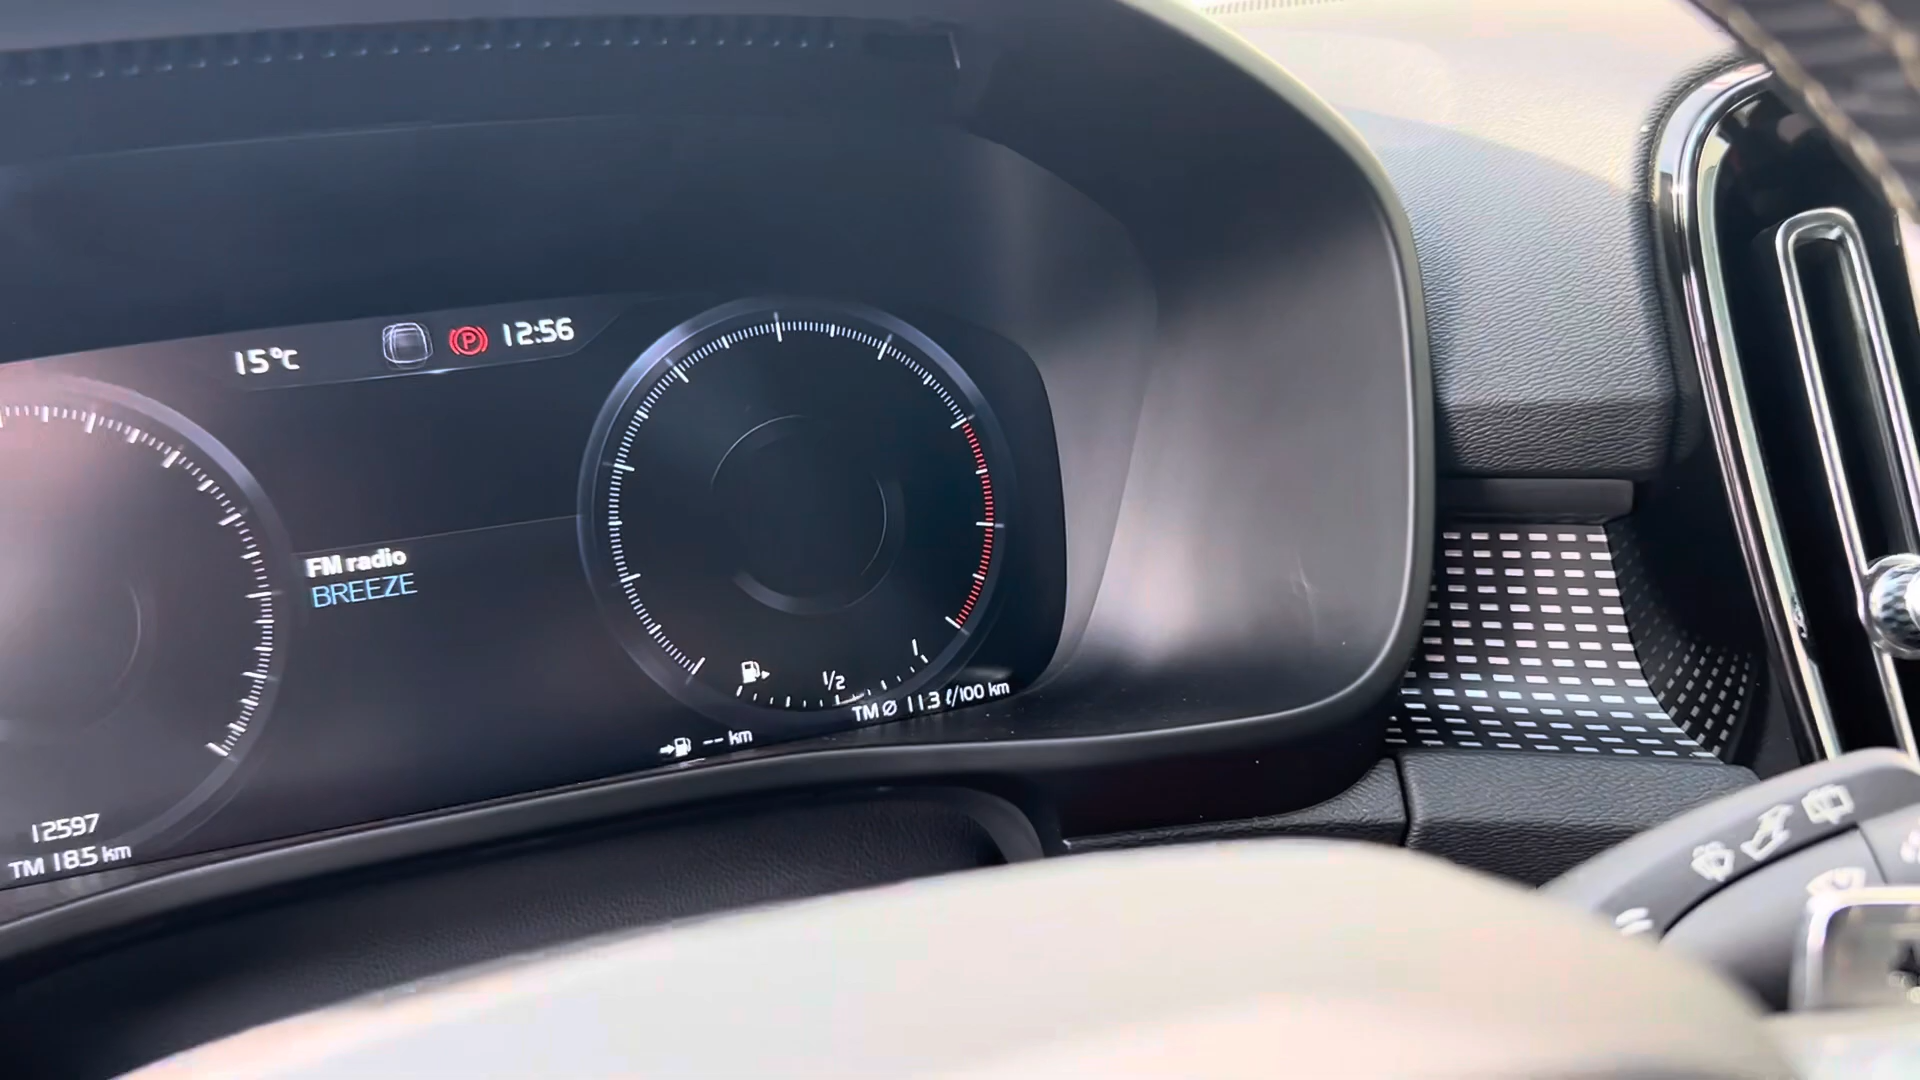 15°C
P
12:56
FM radio
BREEZE
1/2
1
TM Ø 11.3 ℓ/100 km
-- km
12597
TM 18.5 km